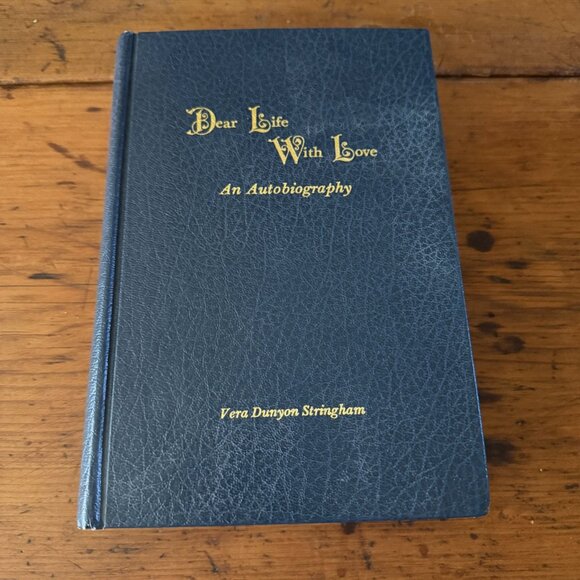 Dear Life
With Love
An Autobiography
Vera Dunyon Stringham